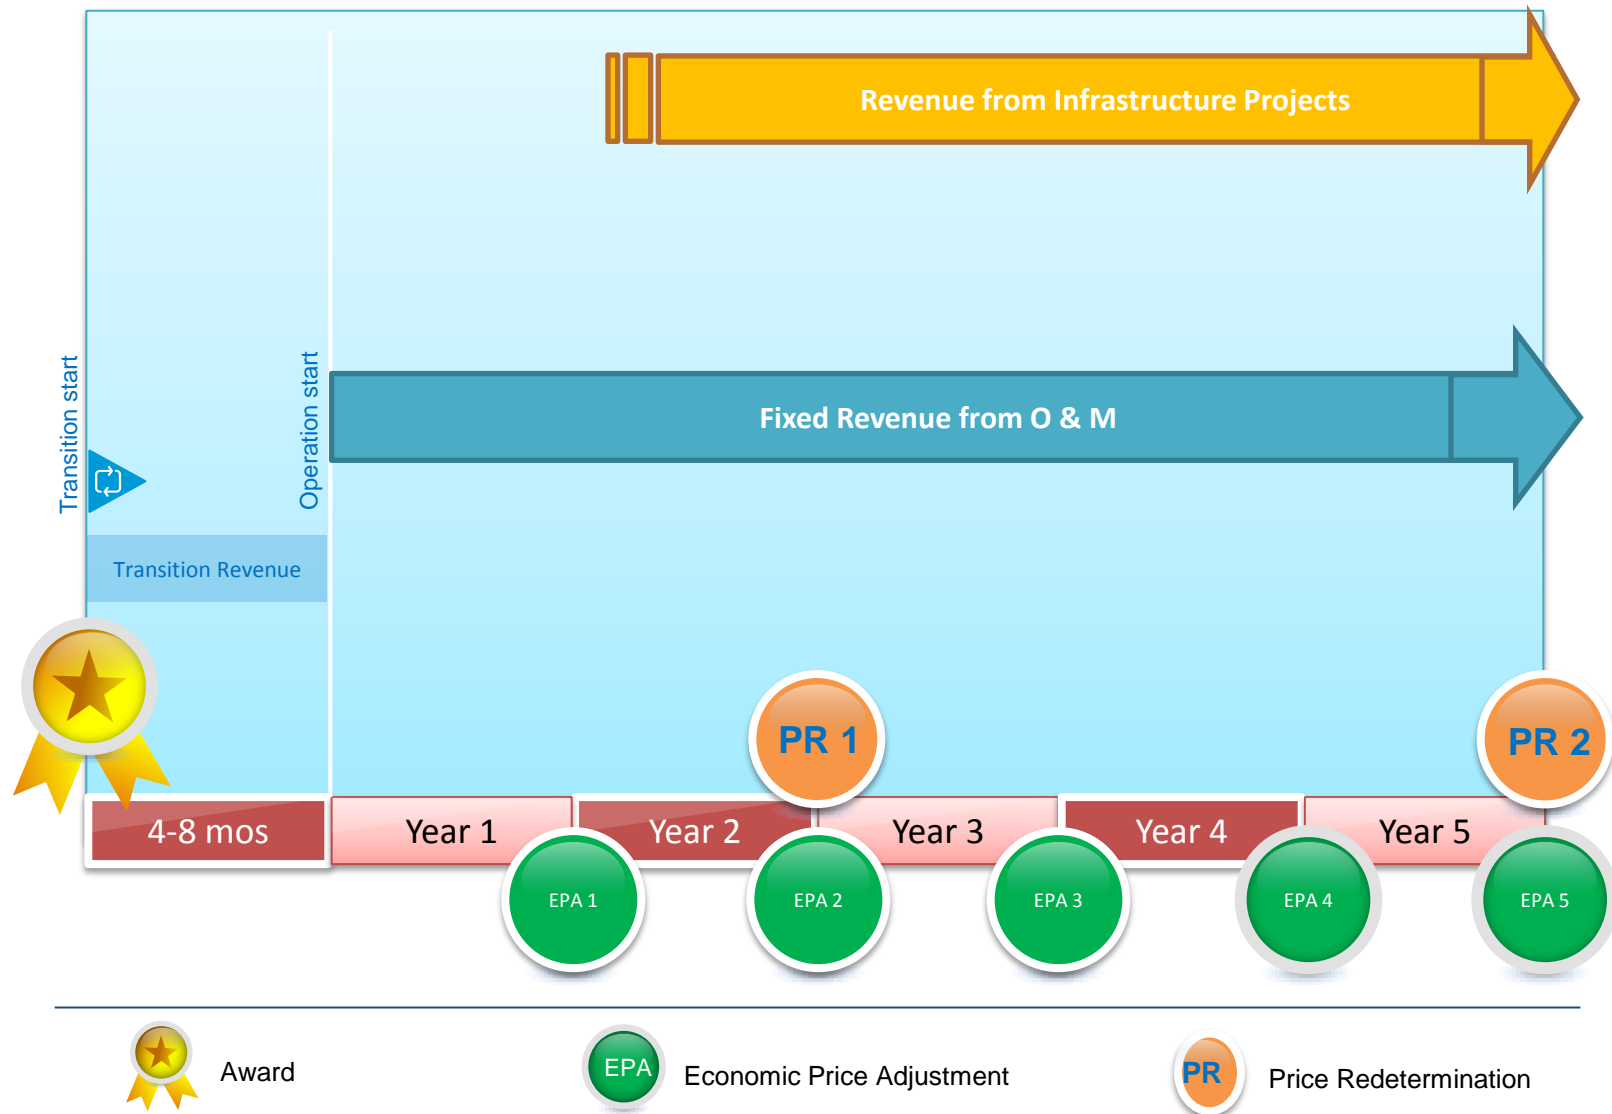 Revenue from Infrastructure Projects
Transition start
Operation start
Fixed Revenue from O & M
Transition Revenue
PR 1
PR 2
4-8 mos
Year 1
Year 2
Year 3
Year 4
Year 5
EPA 1
EPA 2
EPA 3
EPA 4
EPA 5
Award
EPA
Economic Price Adjustment
PR
Price Redetermination